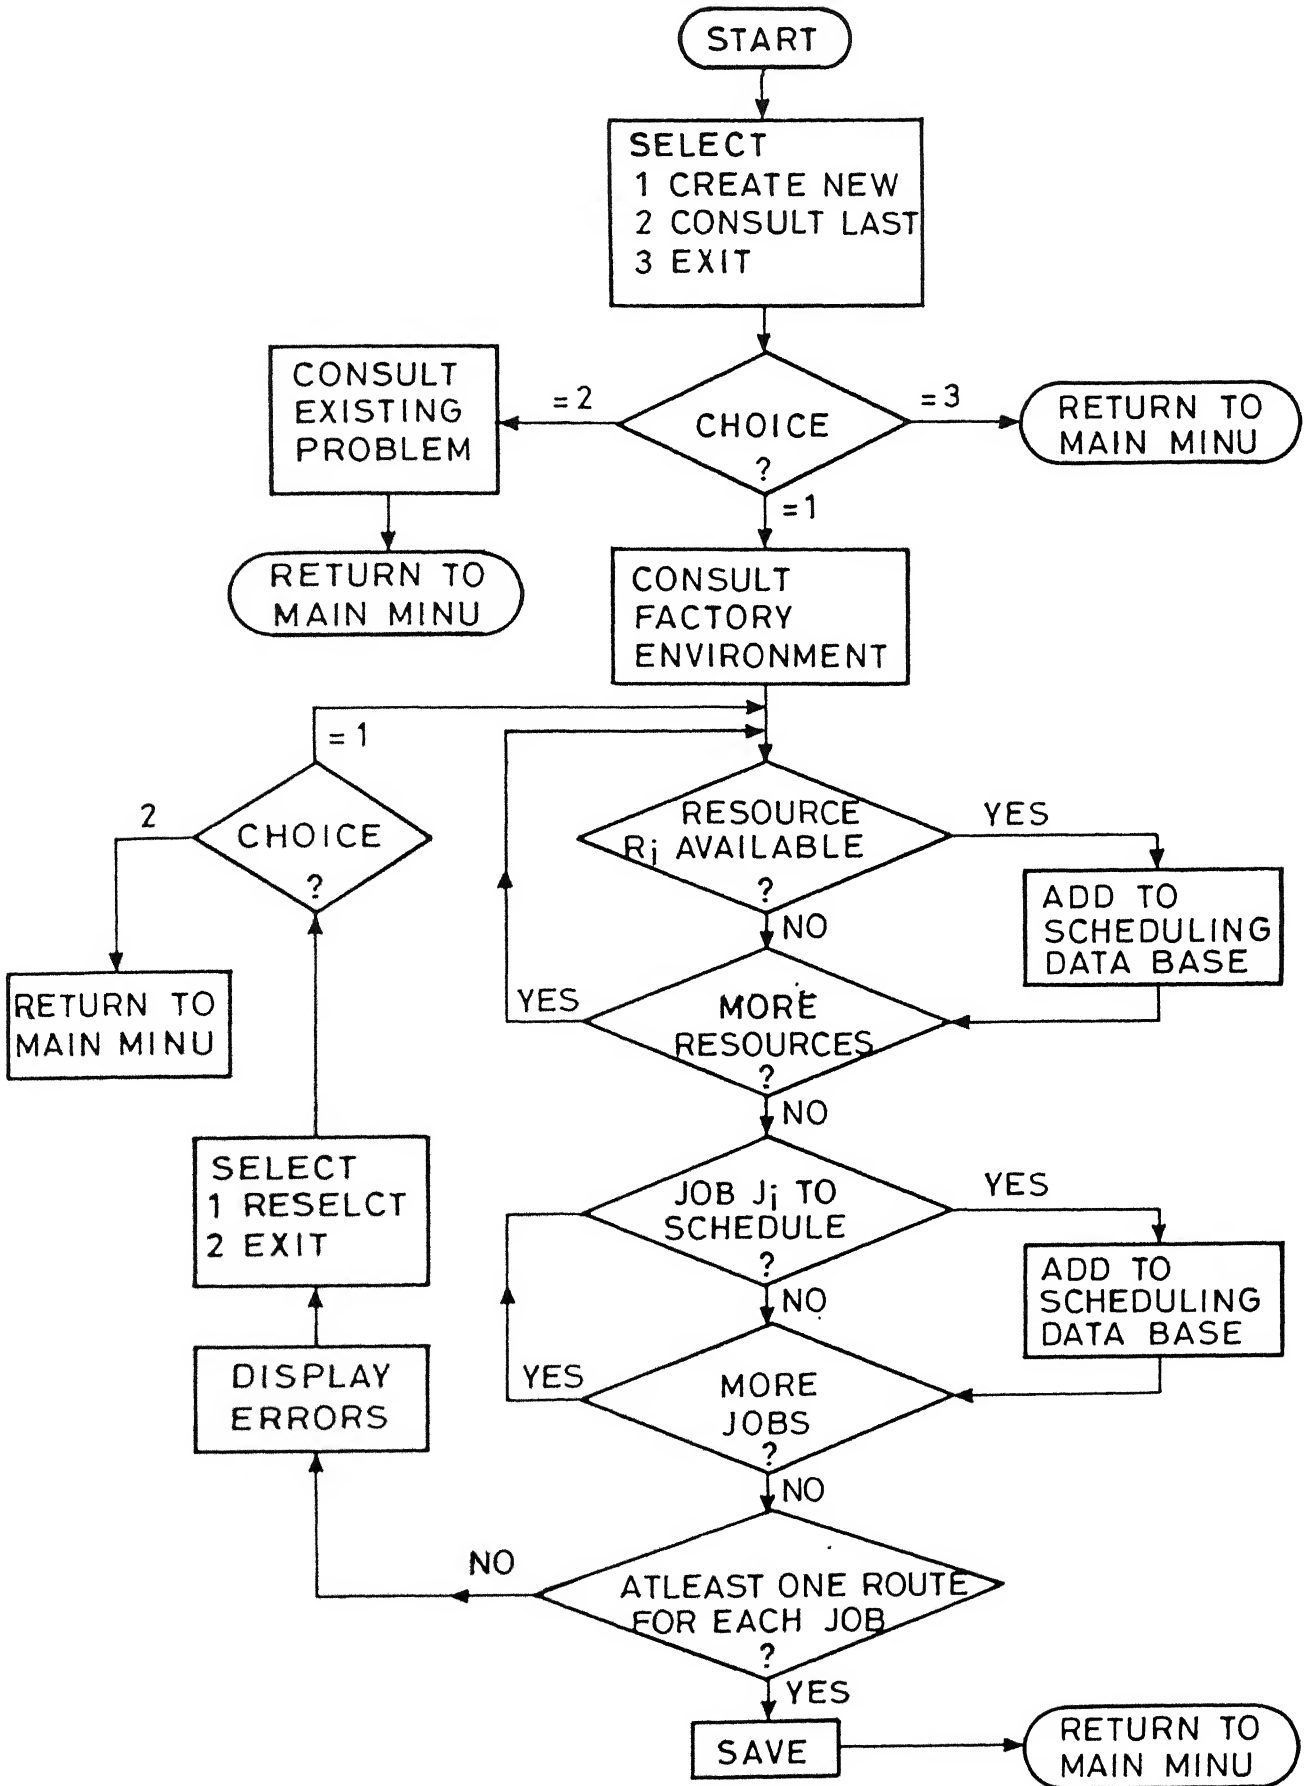 START
SELECT
1 CREATE NEW
2 CONSULT LAST
3 EXIT
CONSULT
EXISTING
PROBLEM
=2
CHOICE
?
=3
RETURN TO
MAIN MINU
=1
RETURN TO
MAIN MINU
CONSULT
FACTORY
ENVIRONMENT
=1
2
CHOICE
?
RESOURCE
Rj AVAILABLE
?
YES
ADD TO
SCHEDULING
DATA BASE
NO
RETURN TO
MAIN MINU
YES
MORE
RESOURCES
?
NO
SELECT
1 RESELCT
2 EXIT
JOB Ji TO
SCHEDULE
?
YES
ADD TO
SCHEDULING
DATA BASE
NO
DISPLAY
ERRORS
YES
MORE
JOBS
?
NO
NO
ATLEAST ONE ROUTE
FOR EACH JOB
?
YES
SAVE
RETURN TO
MAIN MINU